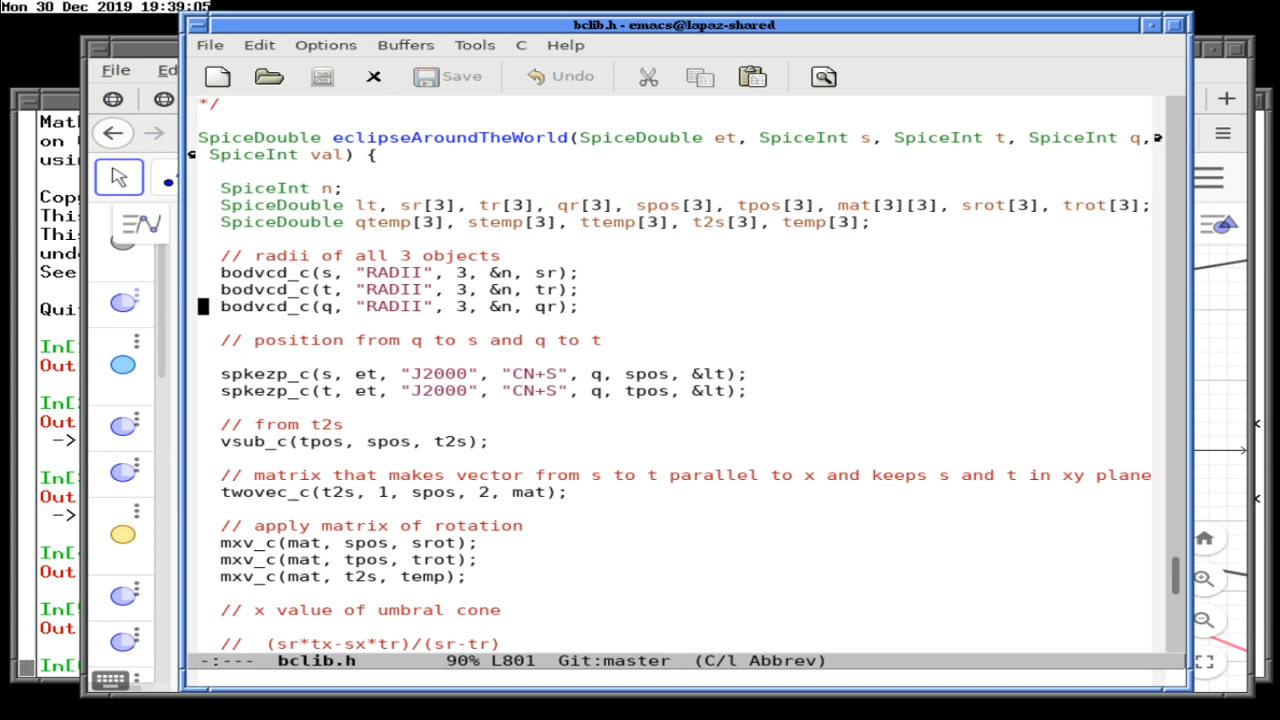 Mon 30 Dec 2019 19:39:05
bclib.h - emacs@lapaz-shared
File Edit Options Buffers Tools C Help
Save Undo
*/
SpiceDouble eclipseAroundTheWorld(SpiceDouble et, SpiceInt s, SpiceInt t, SpiceInt q,
SpiceInt val) {
SpiceInt n;
SpiceDouble lt, sr[3], tr[3], qr[3], spos[3], tpos[3], mat[3][3], srot[3], trot[3];
SpiceDouble qtemp[3], stemp[3], ttemp[3], t2s[3], temp[3];
// radii of all 3 objects
bodvcd_c(s, "RADII", 3, &n, sr);
bodvcd_c(t, "RADII", 3, &n, tr);
bodvcd_c(q, "RADII", 3, &n, qr);
// position from q to s and q to t
spkezp_c(s, et, "J2000", "CN+S", q, spos, &lt);
spkezp_c(t, et, "J2000", "CN+S", q, tpos, &lt);
// from t2s
vsub_c(tpos, spos, t2s);
// matrix that makes vector from s to t parallel to x and keeps s and t in xy plane
twovec_c(t2s, 1, spos, 2, mat);
// apply matrix of rotation
mxv_c(mat, spos, srot);
mxv_c(mat, tpos, trot);
mxv_c(mat, t2s, temp);
// x value of umbral cone
// (sr*tx-sx*tr)/(sr-tr)
-:--- bclib.h 90% L801 Git:master (C/l Abbrev)
File Ed
Math
on
usin
Copy
This
This
unde
See
Qui
In[
Out
In[
Out
->
In[
Out
->
In[
Out
In[
Out
In[